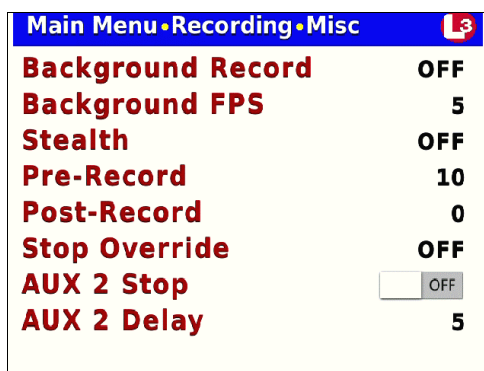 Main Menu•Recording•Misc L3
Background Record OFF
Background FPS 5
Stealth OFF
Pre-Record 10
Post-Record 0
Stop Override OFF
AUX 2 Stop OFF
AUX 2 Delay 5